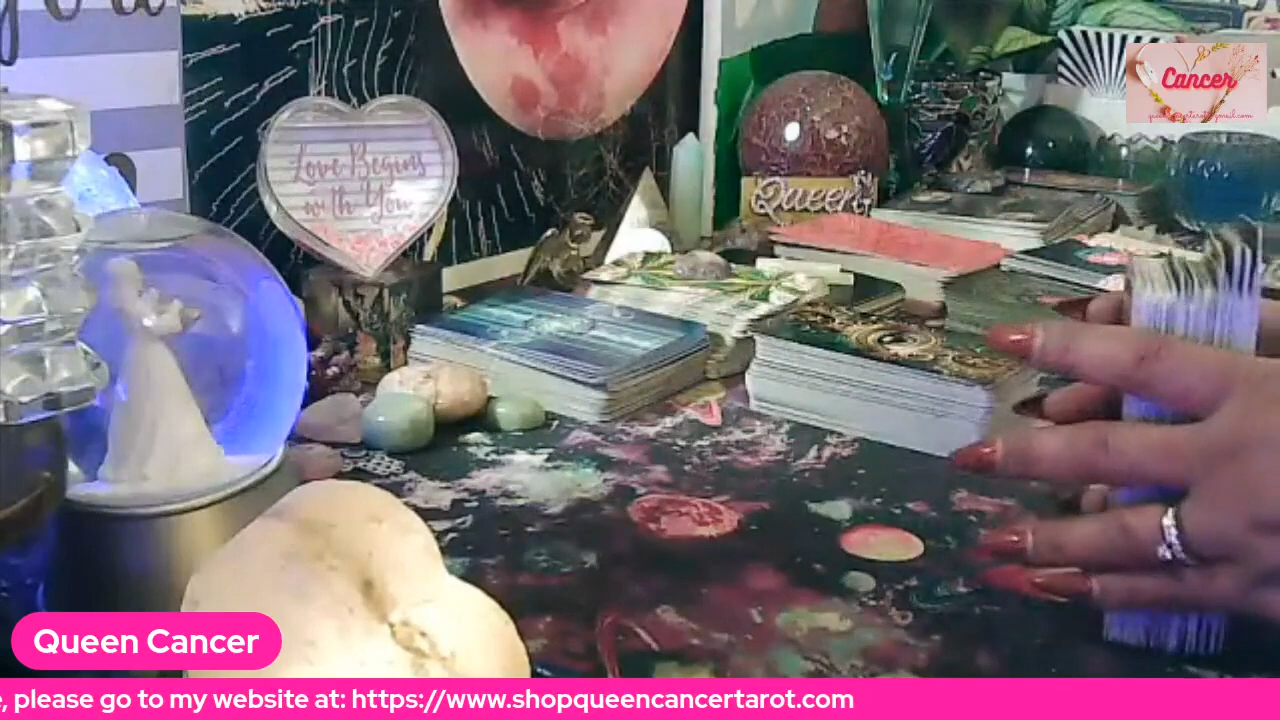 Cancer
Love Begins
with You
Queen
Queen Cancer
e, please go to my website at: https://www.shopqueencancertarot.com